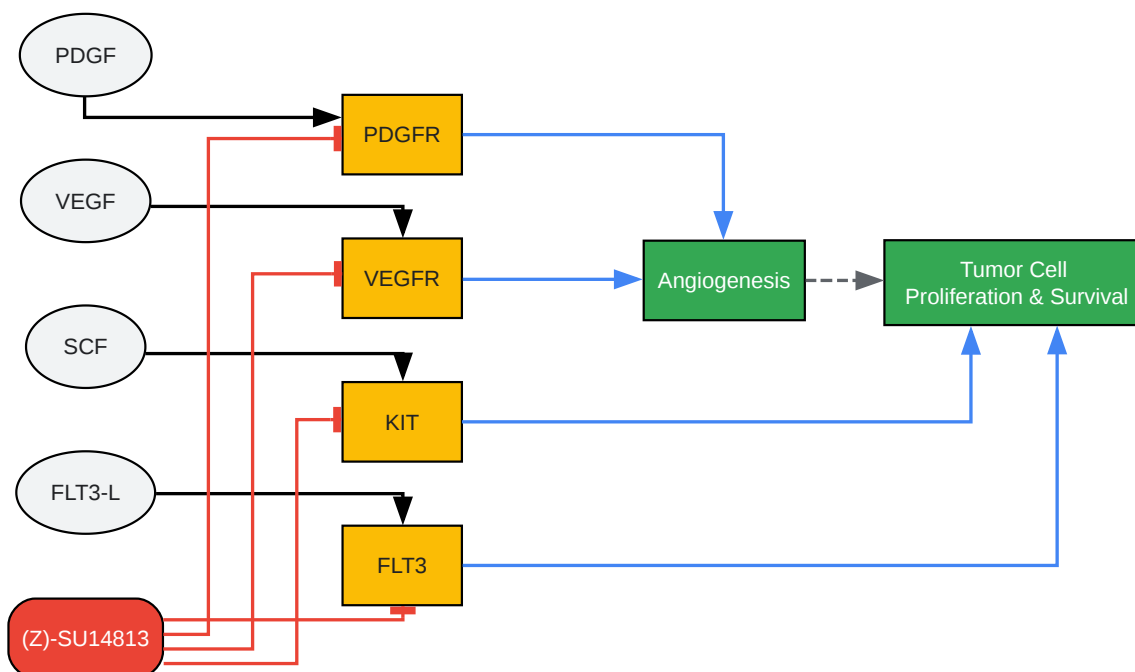 PDGF
PDGFR
VEGF
VEGFR
Angiogenesis
Tumor Cell
Proliferation & Survival
SCF
KIT
FLT3-L
FLT3
(Z)-SU14813